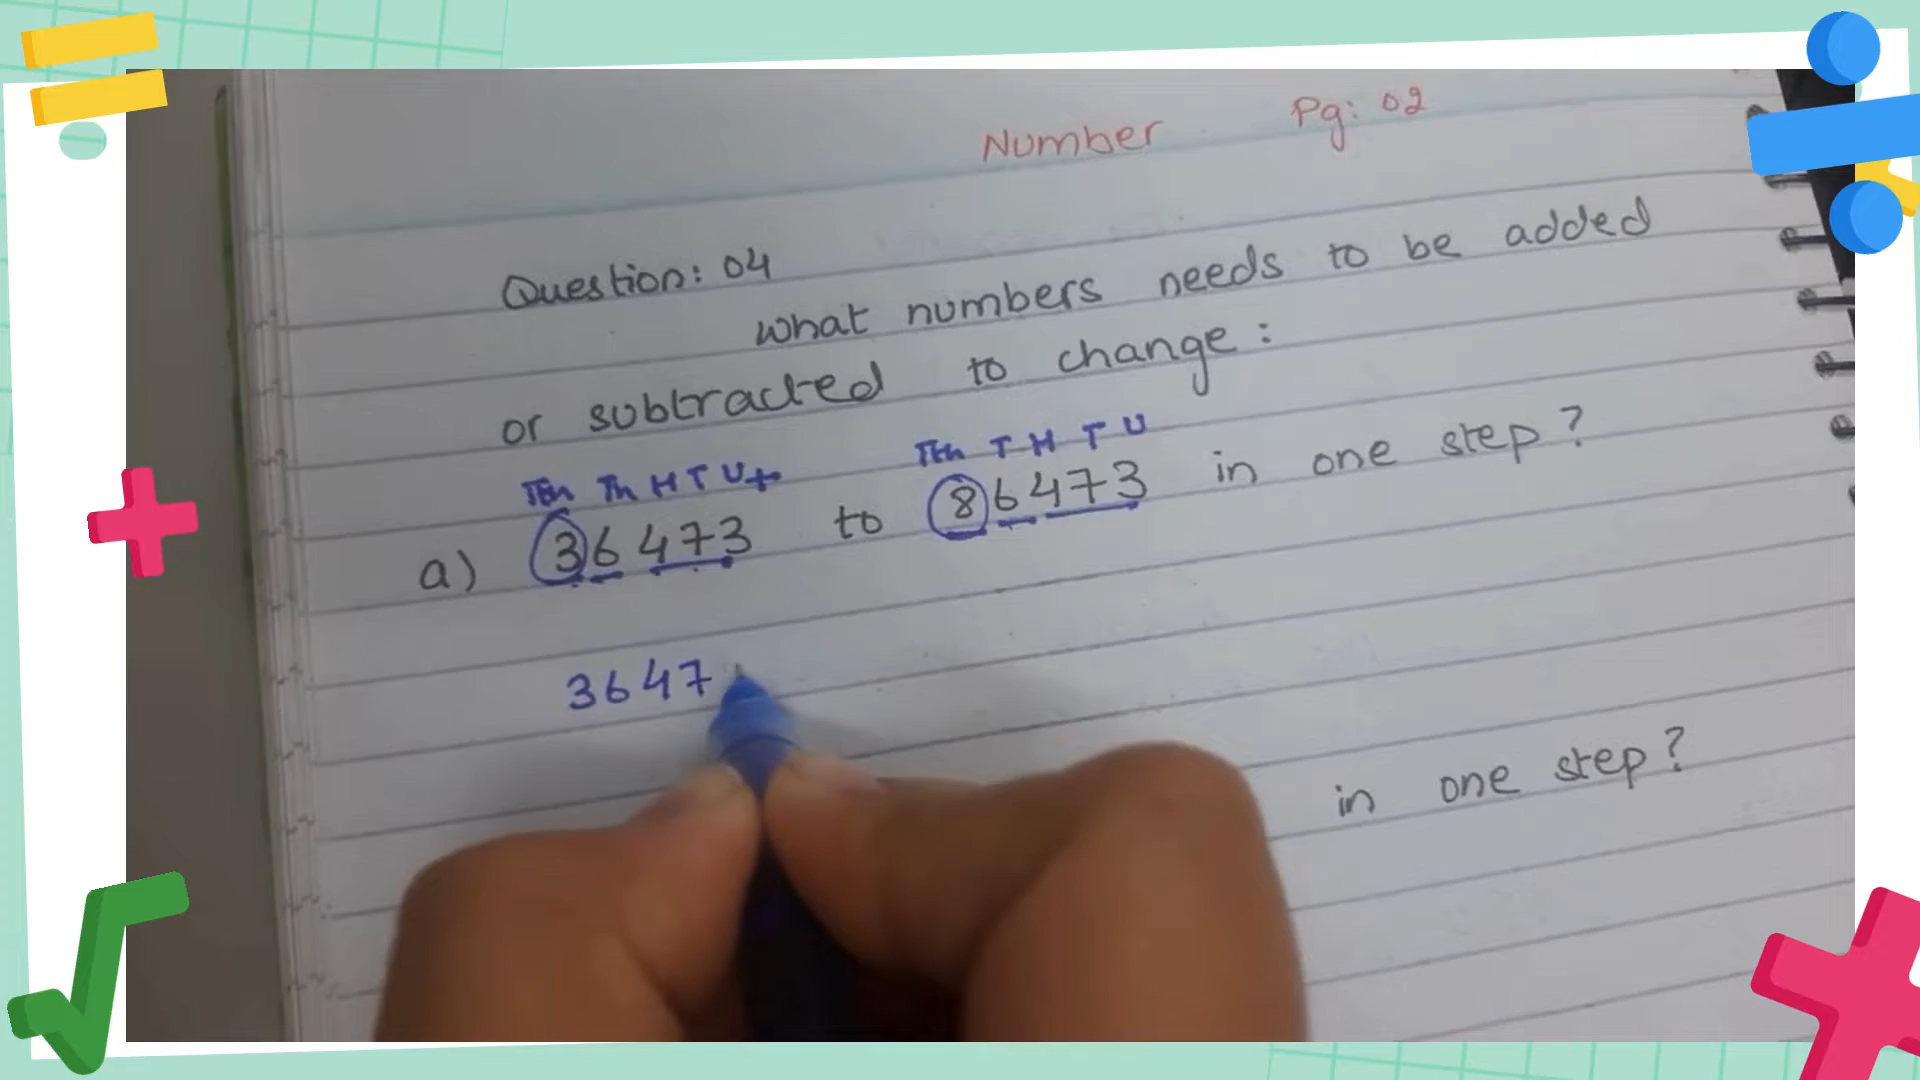 Number Pg: 02
Question: 04
What numbers needs to be added
or subtracted to change:
TTh Th H T U TTh T H T U
a) 36473 to 86473 in one step?
3647
in one step?